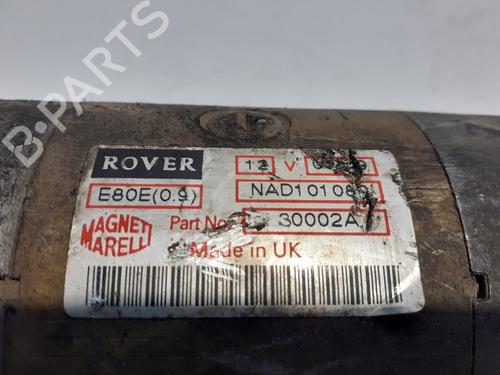 B-PARTS
ROVER 12 V
E80E(0.9) NAD10108
MAGNETI MARELLI Part No. 30002A
Made in UK